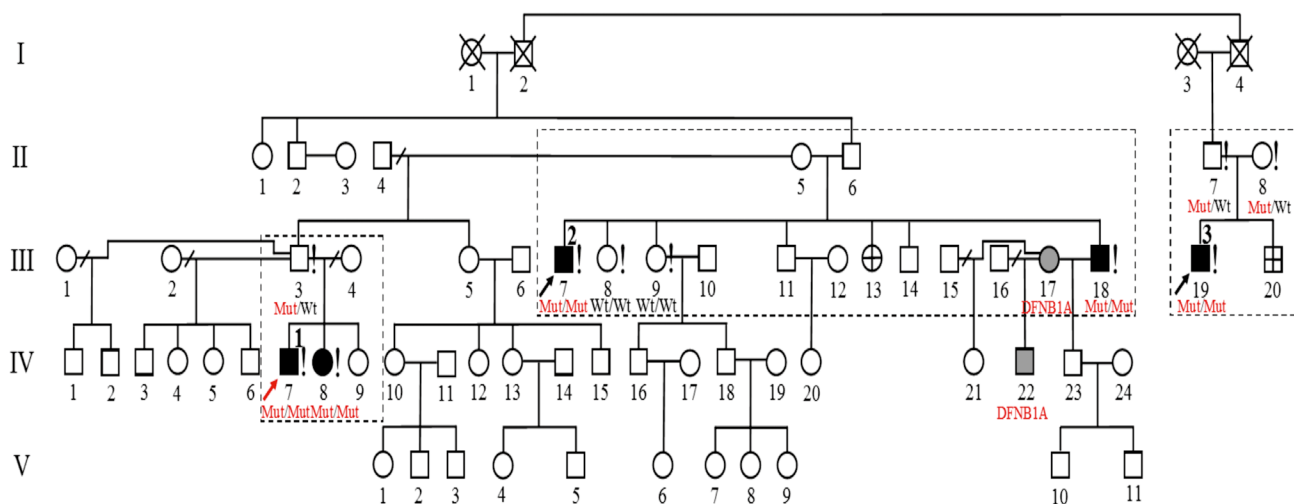 I
1 2 3 4
II
1 2 3 4 5 6 7 ! 8 !
Mut/Wt Mut/Wt
III
2 3
! ! ! ! ! !
1 2 3 4 5 6 7 8 9 10 11 12 13 14 15 16 17 18 19 20
Mut/Wt Mut/Mut Wt/Wt Wt/Wt DFNB1A Mut/Mut Mut/Mut
IV
1
! ! !
1 2 3 4 5 6 7 8 9 10 11 12 13 14 15 16 17 18 19 20 21 22 23 24
Mut/Mut Mut/Mut DFNB1A
V
1 2 3 4 5 6 7 8 9 10 11